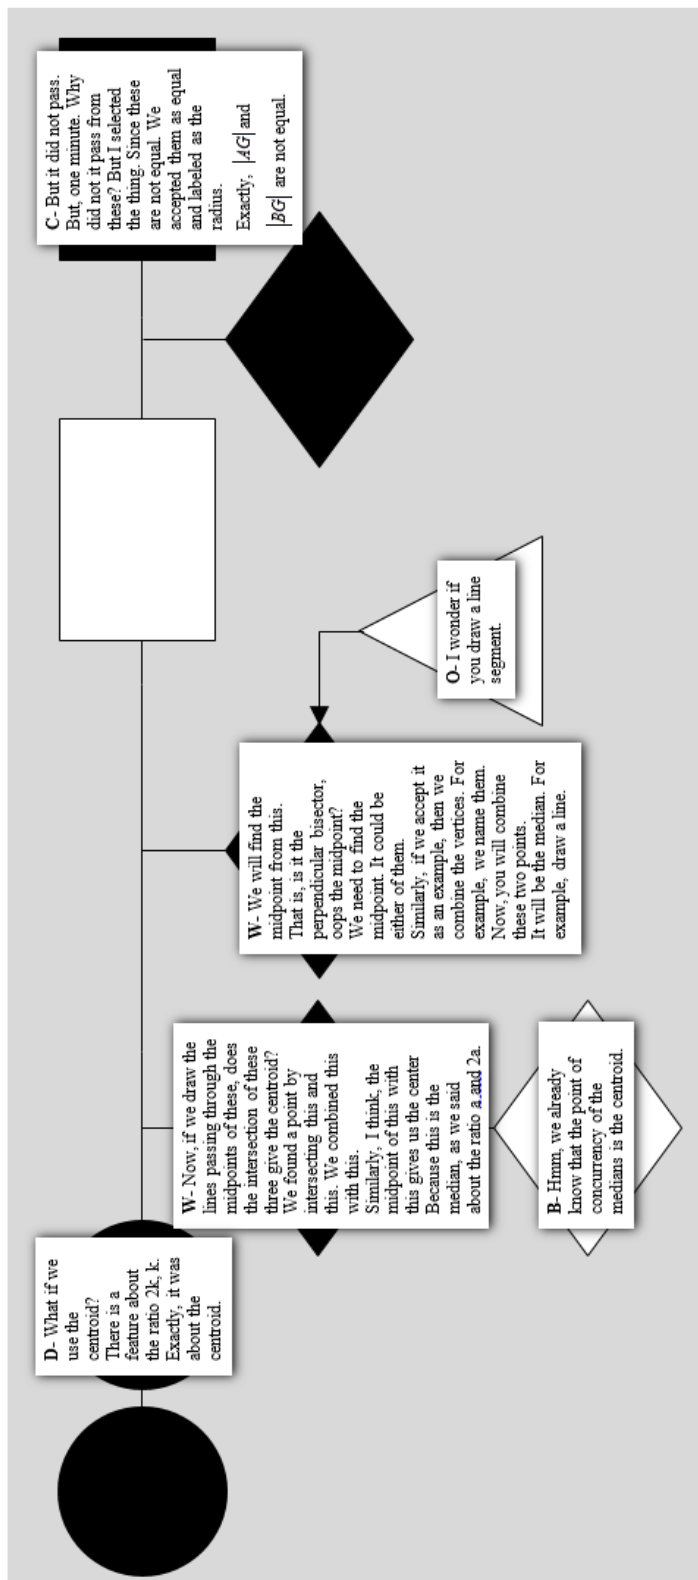 D- What if we
use the
centroid?
There is a
feature about
the ratio 2k, k.
Exactly, it was
about the
centroid.
W- Now, if we draw the
lines passing through the
midpoints of these, does
the intersection of these
three give the centroid?
We found a point by
intersecting this and
this. We combined this
with this.
Similarly, I think, the
midpoint of this with
this gives us the center
Because this is the
median, as we said
about the ratio a and 2a.
B- Hmm, we already
know that the point of
concurrency of the
medians is the centroid.
W- We will find the
midpoint from this.
That is, is it the
perpendicular bisector,
oops the midpoint?
We need to find the
midpoint. It could be
either of them.
Similarly, if we accept it
as an example, then we
combine the vertices. For
example, we name them.
Now, you will combine
these two points.
It will be the median. For
example, draw a line.
O- I wonder if
you draw a line
segment.
C- But it did not pass.
But, one minute. Why
did not it pass from
these? But I selected
the thing. Since these
are not equal. We
accepted them as equal
and labeled as the
radius.
Exactly, |AG| and
|BG| are not equal.